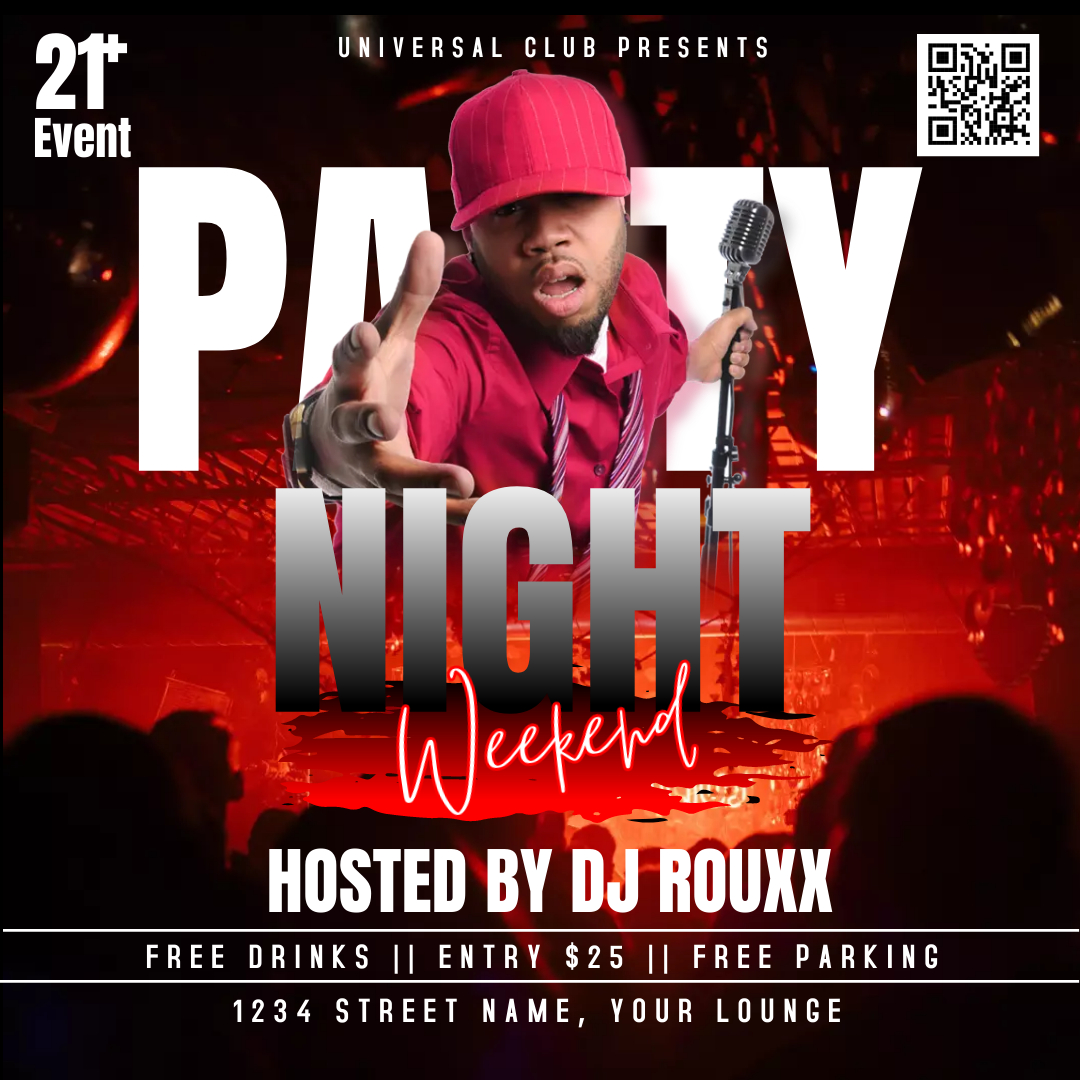 21+
Event
UNIVERSAL CLUB PRESENTS
PARTY
NIGHT
Weekend
HOSTED BY DJ ROUXX
FREE DRINKS || ENTRY $25 || FREE PARKING
1234 STREET NAME, YOUR LOUNGE